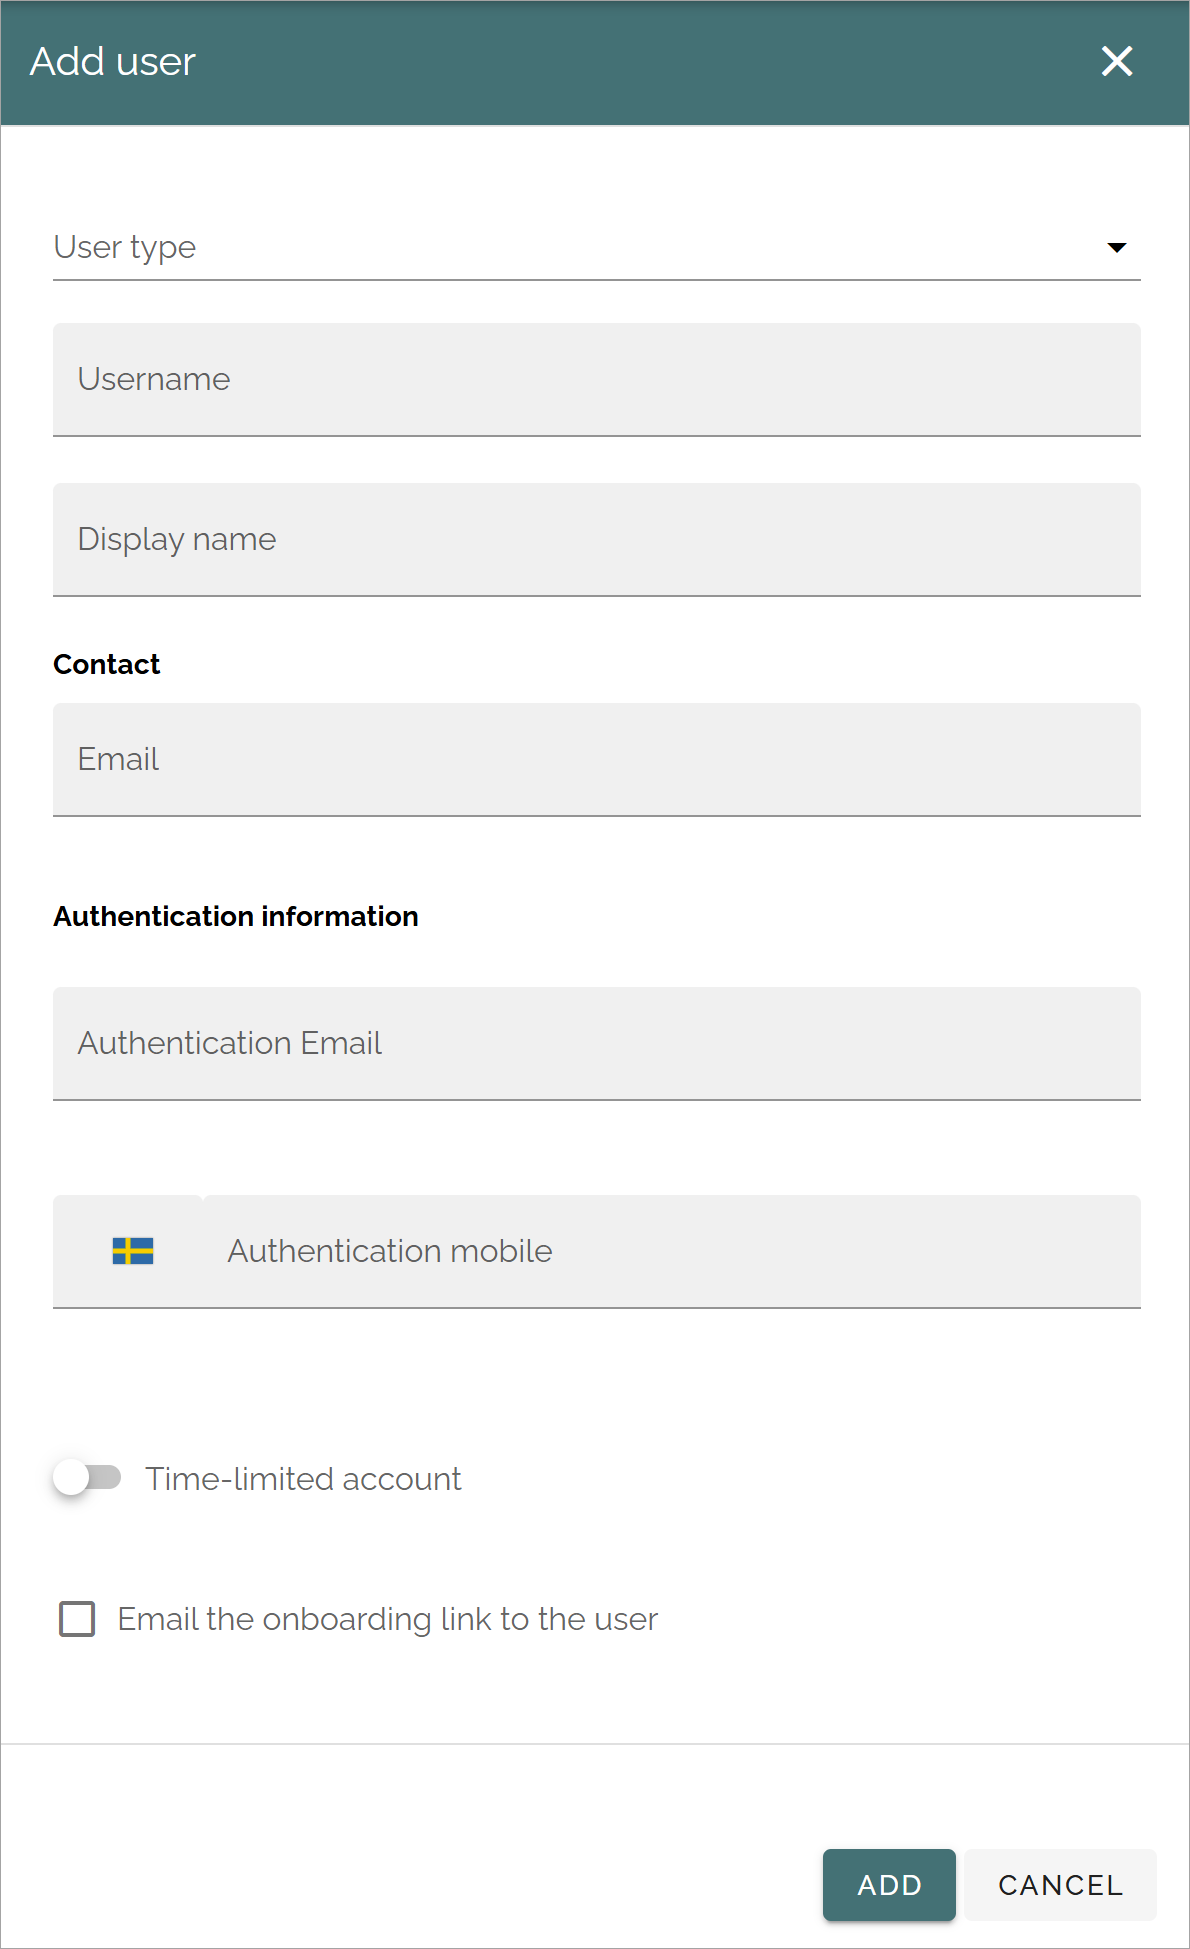 Add user
User type
Username
Display name
Contact
Email
Authentication information
Authentication Email
Authentication mobile
Time-limited account
Email the onboarding link to the user
ADD CANCEL